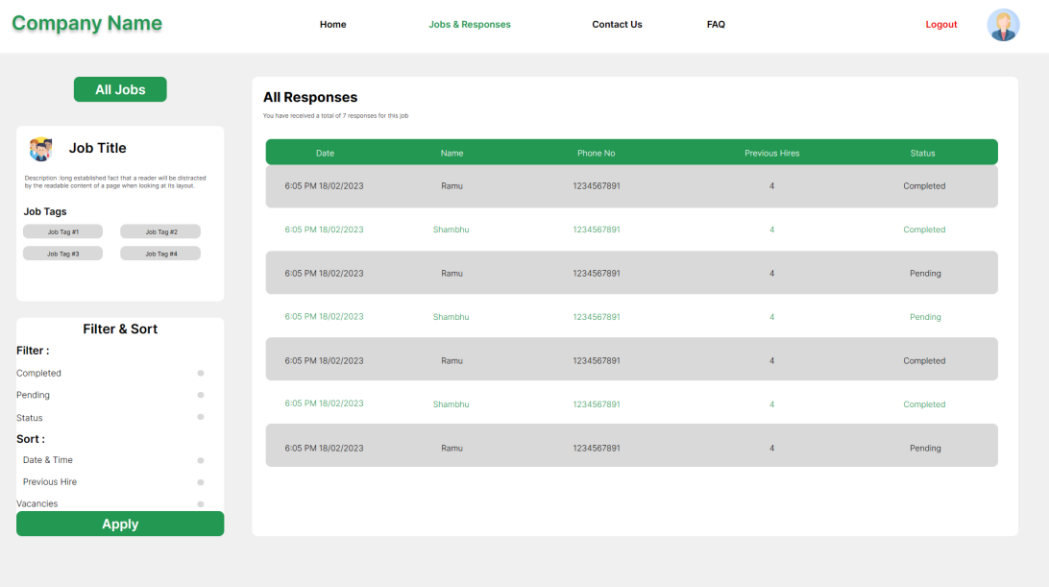 Company Name
Home Jobs & Responses Contact Us FAQ Logout
All Jobs
Job Title
Description :long established fact that a reader will be distracted
by the readable content of a page when looking at its layout.
Job Tags
Job Tag #1 Job Tag #2
Job Tag #3 Job Tag #4
Filter & Sort
Filter :
Completed
Pending
Status
Sort :
Date & Time
Previous Hire
Vacancies
Apply
All Responses
You have received a total of 7 responses for this job
Date Name Phone No Previous Hires Status
6:05 PM 18/02/2023 Ramu 1234567891 4 Completed
6:05 PM 18/02/2023 Shambhu 1234567891 4 Completed
6:05 PM 18/02/2023 Ramu 1234567891 4 Pending
6:05 PM 18/02/2023 Shambhu 1234567891 4 Pending
6:05 PM 18/02/2023 Ramu 1234567891 4 Completed
6:05 PM 18/02/2023 Shambhu 1234567891 4 Completed
6:05 PM 18/02/2023 Ramu 1234567891 4 Pending